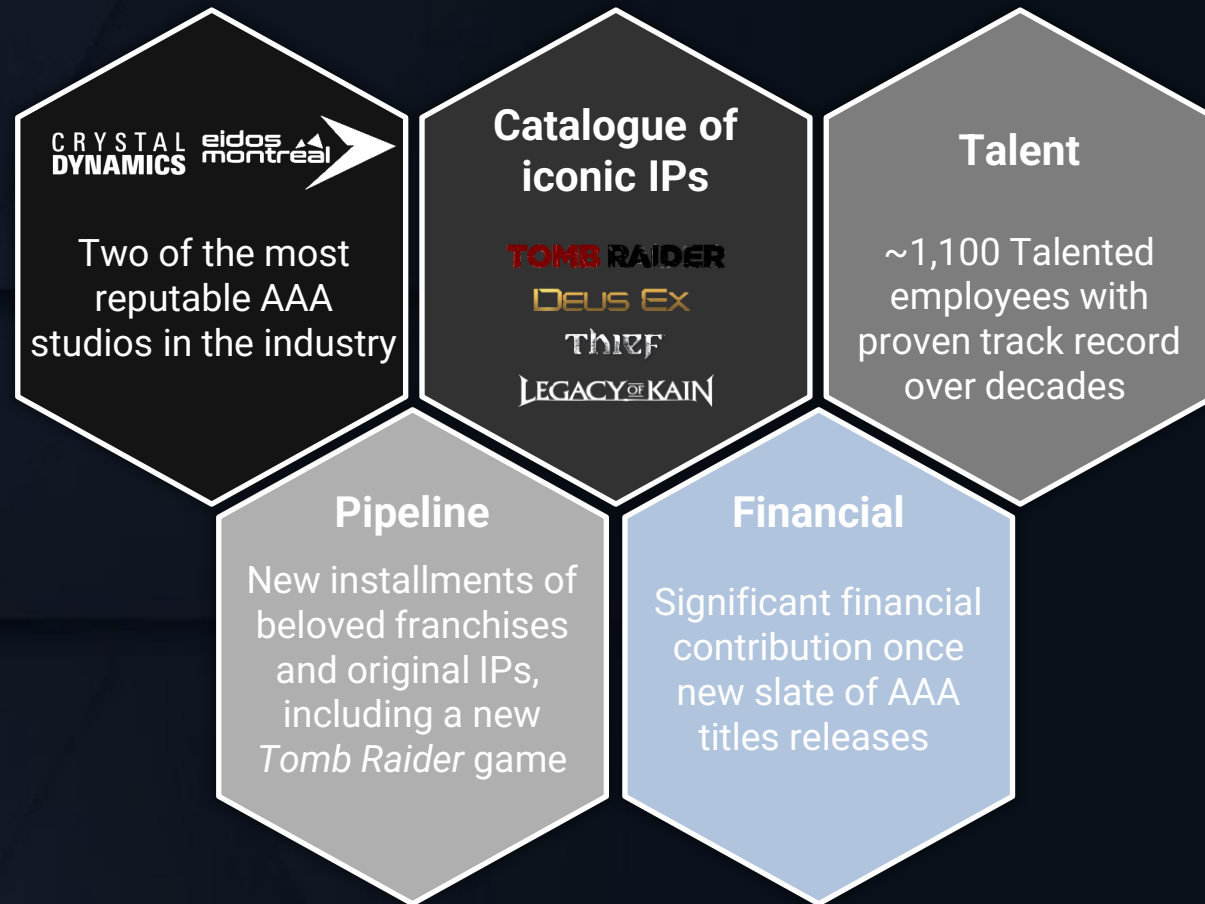 CRYSTAL
DYNAMICS
eidos
montréal
Two of the most
reputable AAA
studios in the industry
Catalogue of
iconic IPs
TOMB RAIDER
DEUS EX
THIEF
LEGACY OF KAIN
Talent
~1,100 Talented
employees with
proven track record
over decades
Pipeline
New installments of
beloved franchises
and original IPs,
including a new
Tomb Raider game
Financial
Significant financial
contribution once
new slate of AAA
titles releases